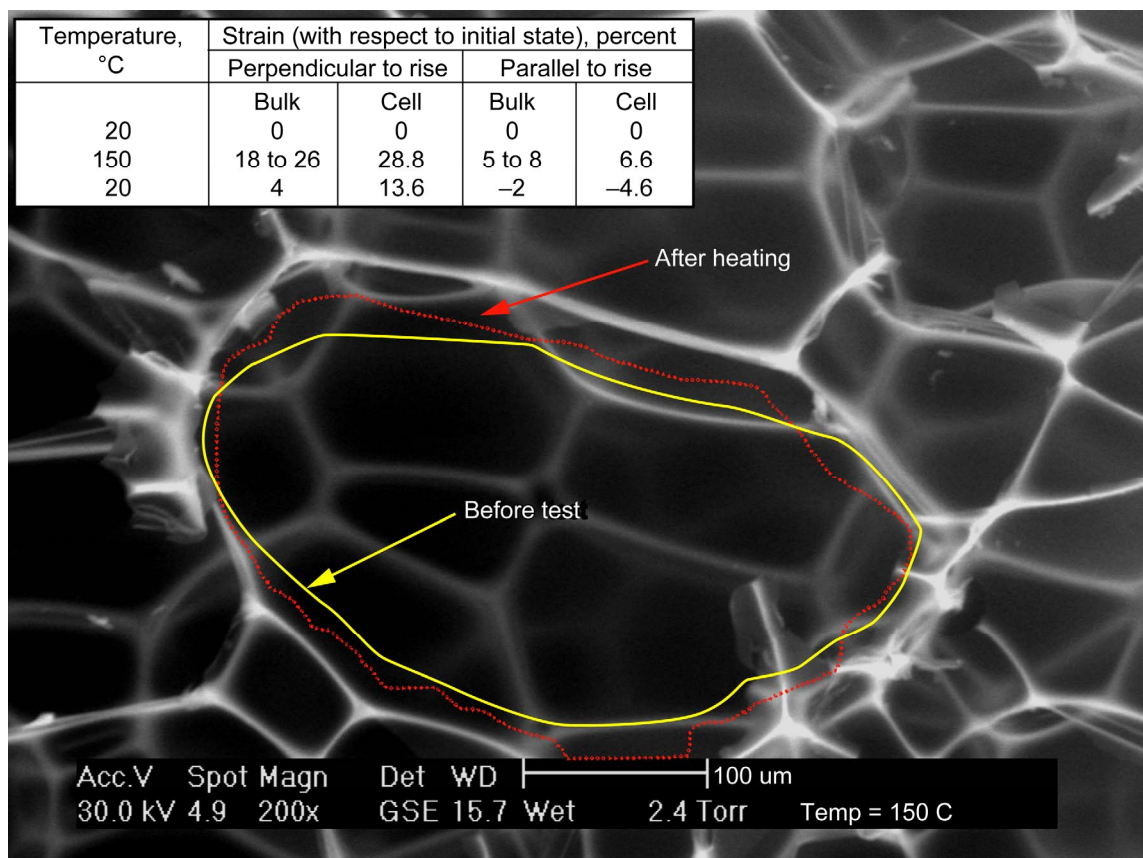 Temperature, °C
Strain (with respect to initial state), percent
Perpendicular to rise Parallel to rise
Bulk Cell Bulk Cell
20 0 0 0 0
150 18 to 26 28.8 5 to 8 6.6
20 4 13.6 –2 –4.6
After heating
Before test
Acc.V Spot Magn Det WD 100 um
30.0 kV 4.9 200x GSE 15.7 Wet 2.4 Torr Temp = 150 C